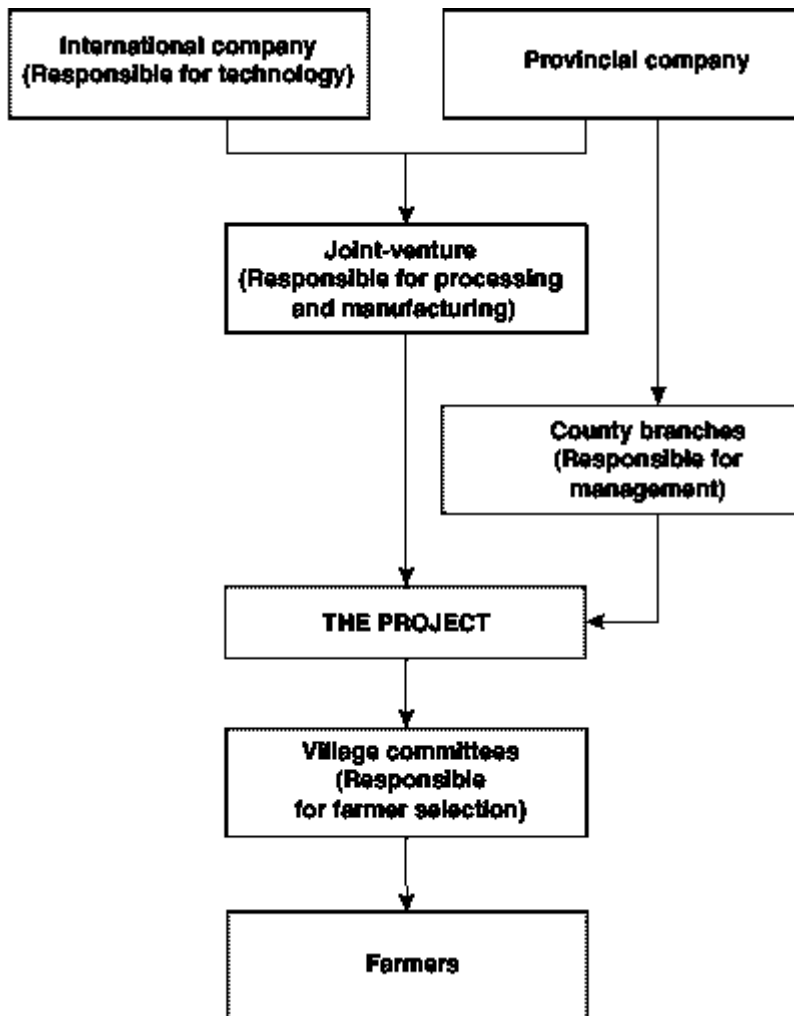 International company
(Responsible for technology)
Provincial company
Joint-venture
(Responsible for processing
and manufacturing)
County branches
(Responsible for
management)
THE PROJECT
Village committees
(Responsible
for farmer selection)
Farmers